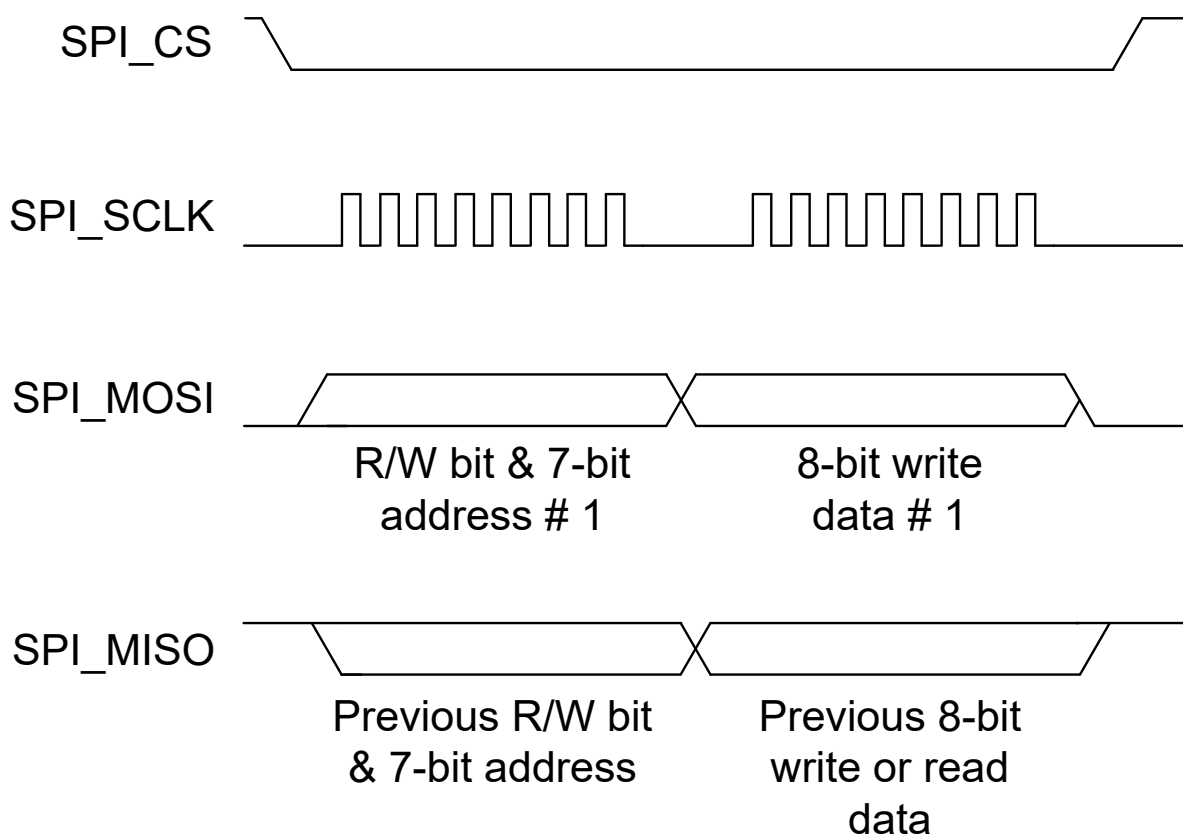 SPI_CS
SPI_SCLK
SPI_MOSI
R/W bit & 7-bit
address # 1
8-bit write
data # 1
SPI_MISO
Previous R/W bit
& 7-bit address
Previous 8-bit
write or read
data